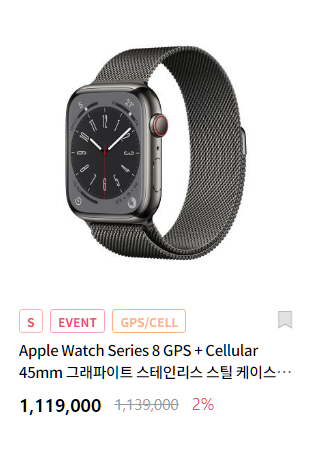 S EVENT GPS/CELL
Apple Watch Series 8 GPS + Cellular
45mm 그래파이트 스테인리스 스틸 케이스…
1,119,000 1,139,000 2%